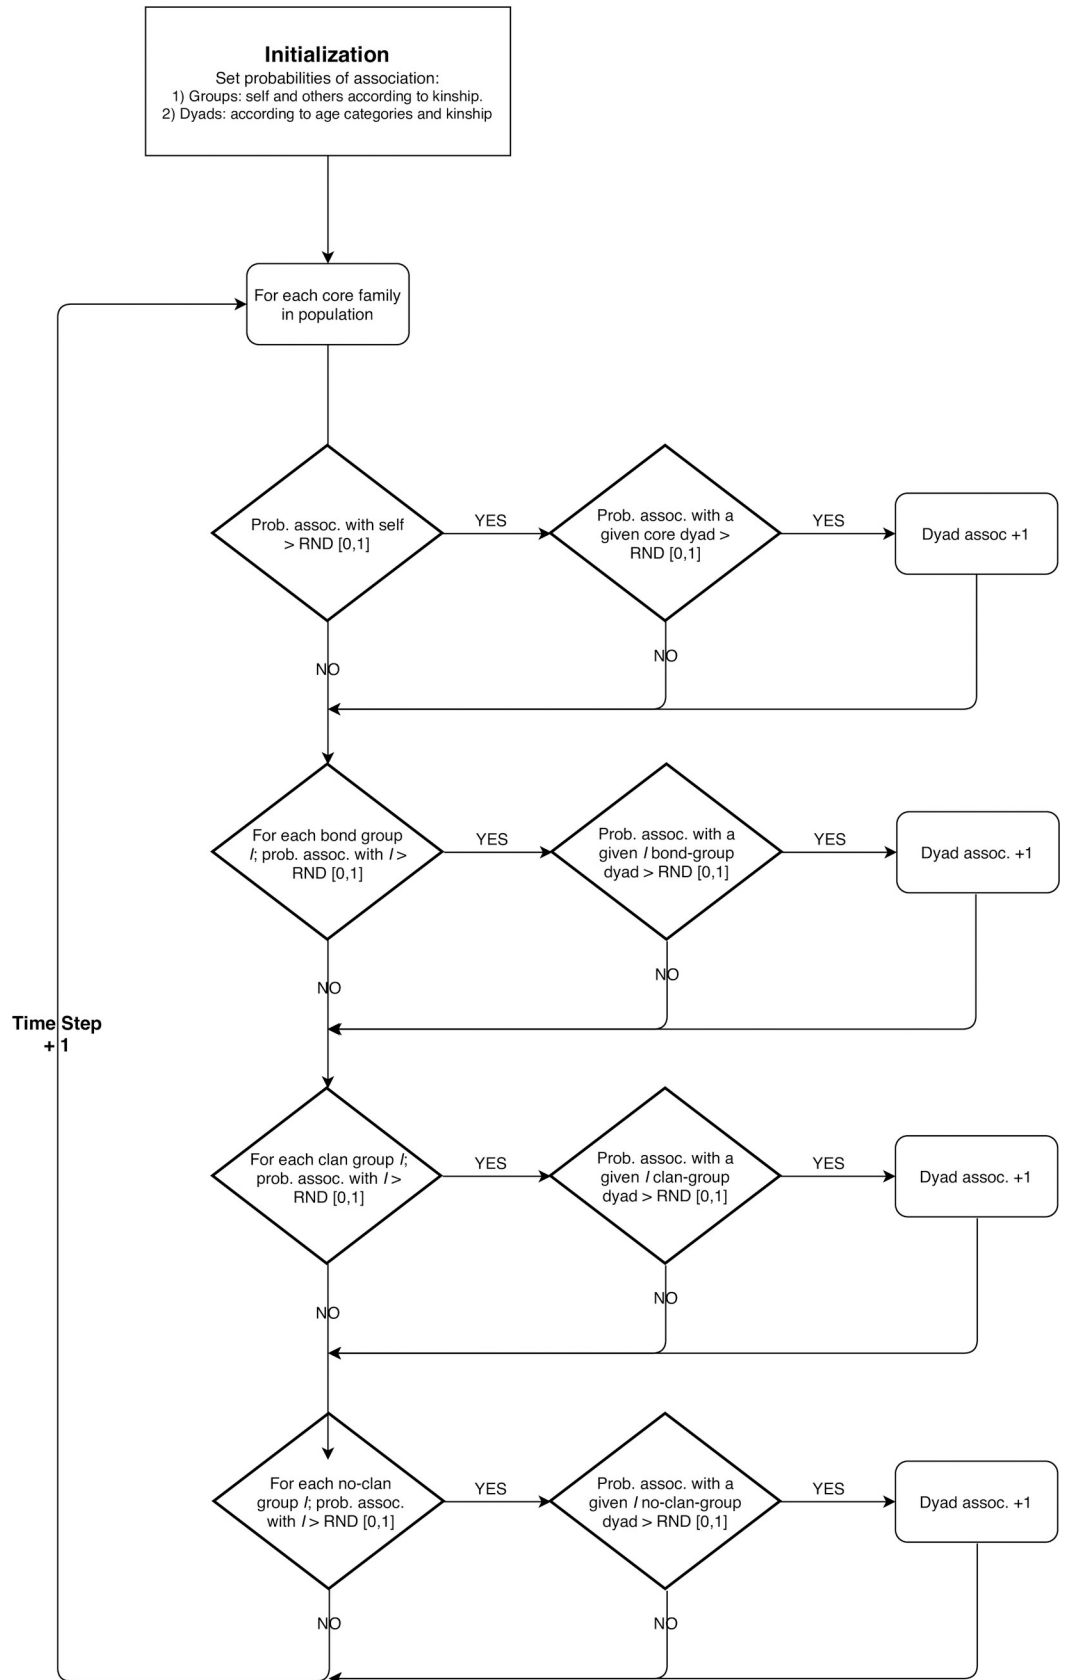 Initialization
Set probabilities of association:
1) Groups: self and others according to kinship.
2) Dyads: according to age categories and kinship
For each core family
in population
Prob. assoc. with self
> RND [0,1]
YES
Prob. assoc. with a
given core dyad >
RND [0,1]
YES
Dyad assoc +1
NO
NO
For each bond group
I; prob. assoc. with I >
RND [0,1]
YES
Prob. assoc. with a
given I bond-group
dyad > RND [0,1]
YES
Dyad assoc. +1
NO
NO
Time Step
+ 1
For each clan group I;
prob. assoc. with I >
RND [0,1]
YES
Prob. assoc. with a
given I clan-group
dyad > RND [0,1]
YES
Dyad assoc. +1
NO
NO
For each no-clan
group I; prob. assoc.
with I > RND [0,1]
YES
Prob. assoc. with a
given I no-clan-group
dyad > RND [0,1]
YES
Dyad assoc. +1
NO
NO